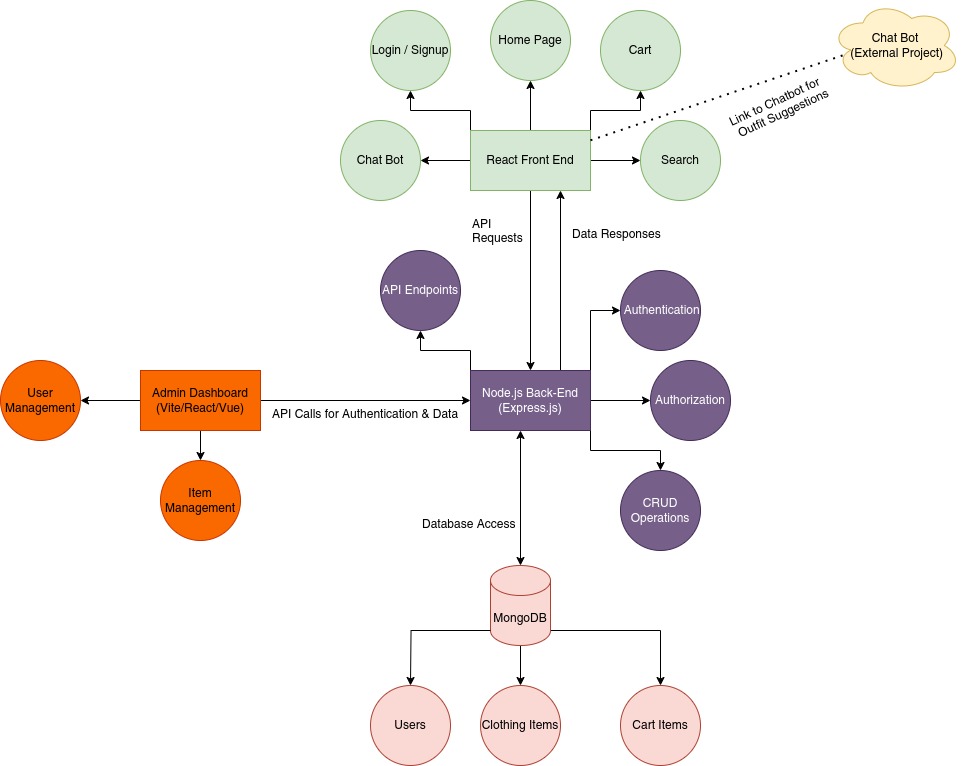 Login / Signup
Home Page
Cart
Chat Bot
(External Project)
Link to Chatbot for
Outfit Suggestions
Chat Bot
React Front End
Search
API
Requests
Data Responses
API Endpoints
Authentication
User
Management
Admin Dashboard
(Vite/React/Vue)
API Calls for Authentication & Data
Node.js Back-End
(Express.js)
Authorization
Item
Management
CRUD
Operations
Database Access
MongoDB
Users
Clothing Items
Cart Items